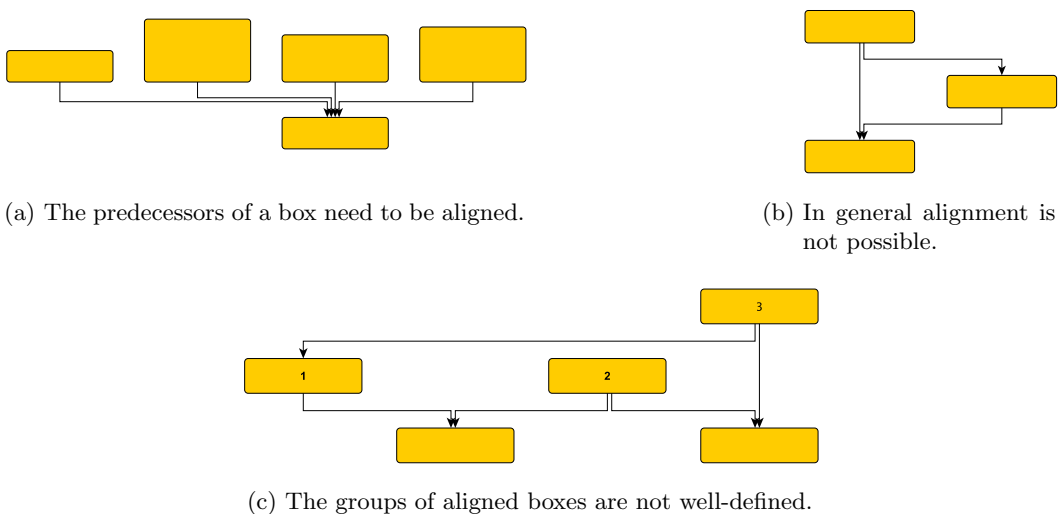 (a) The predecessors of a box need to be aligned.
(b) In general alignment is
not possible.
3
1
2
(c) The groups of aligned boxes are not well-defined.